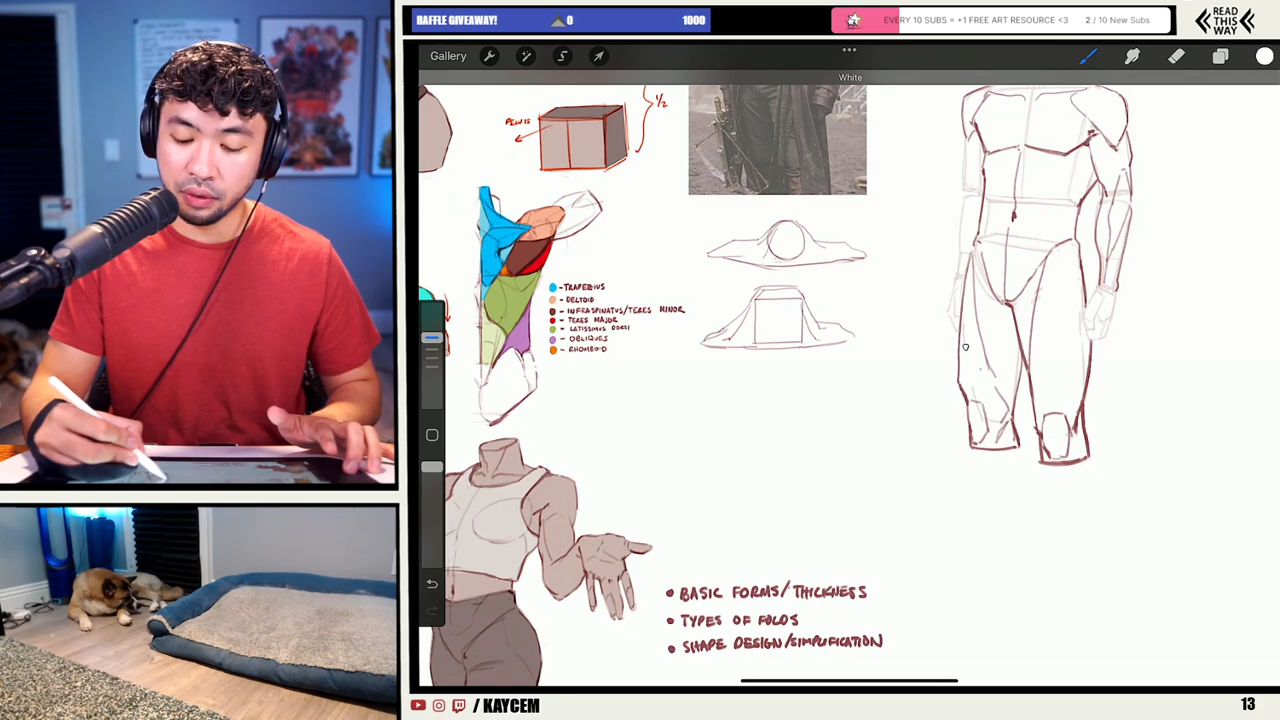 RAFFLE GIVEAWAY!
0
1000
EVERY 10 SUBS = +1 FREE ART RESOURCE <3
2 / 10 New Subs
READ
THIS
WAY
Gallery
White
PELVIS
1/2
- TRAPEZIUS
- DELTOID
- INFRASPINATUS/TERES MINOR
- TERES MAJOR
- LATISSIMUS DORSI
- OBLIQUES
- RHOMBOID
• BASIC FORMS/THICKNESS
• TYPES OF FOLDS
• SHAPE DESIGN/SIMPLIFICATION
/ KAYCEM
13